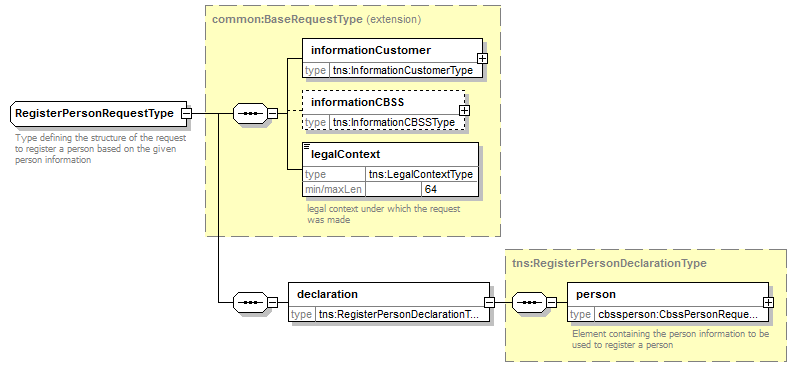 common:BaseRequestType (extension)
informationCustomer
type tns:InformationCustomerType
informationCBSS
type tns:InformationCBSSType
RegisterPersonRequestType
Type defining the structure of the request
to register a person based on the given
person information
legalContext
type tns:LegalContextType
min/maxLen 64
legal context under which the request
was made
tns:RegisterPersonDeclarationType
declaration
type tns:RegisterPersonDeclarationT...
person
type cbssperson:CbssPersonReque...
Element containing the person information to be
used to register a person